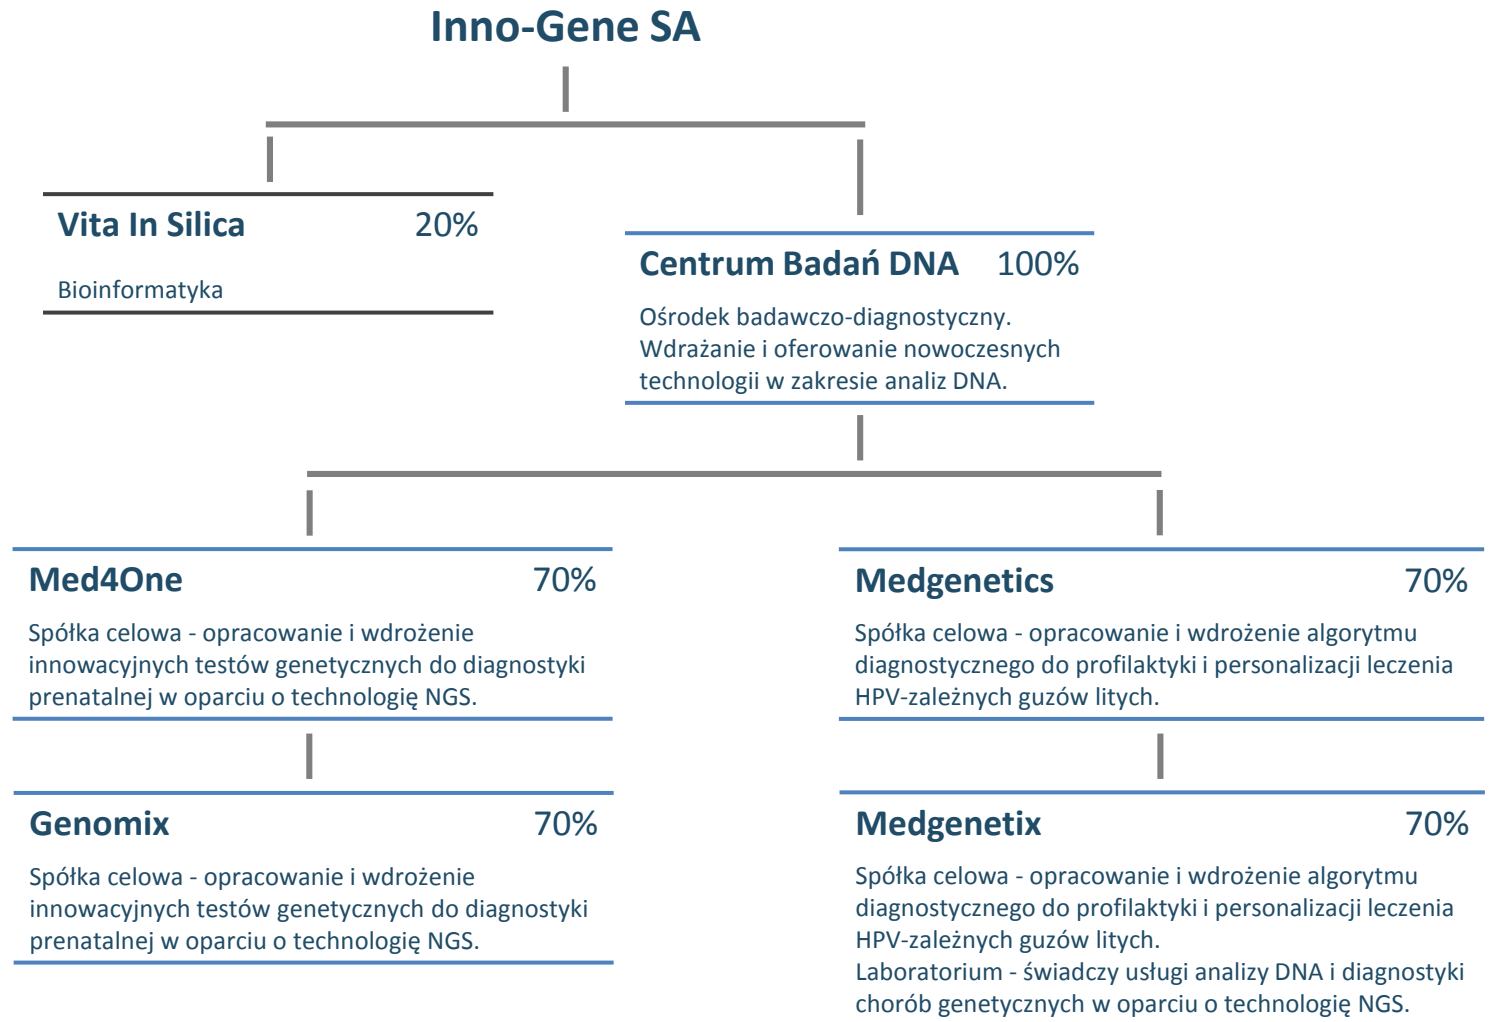 Inno-Gene SA
Vita In Silica 20%
Bioinformatyka
Centrum Badań DNA 100%
Ośrodek badawczo-diagnostyczny.
Wdrażanie i oferowanie nowoczesnych
technologii w zakresie analiz DNA.
Med4One 70%
Spółka celowa - opracowanie i wdrożenie
innowacyjnych testów genetycznych do diagnostyki
prenatalnej w oparciu o technologię NGS.
Medgenetics 70%
Spółka celowa - opracowanie i wdrożenie algorytmu
diagnostycznego do profilaktyki i personalizacji leczenia
HPV-zależnych guzów litych.
Genomix 70%
Spółka celowa - opracowanie i wdrożenie
innowacyjnych testów genetycznych do diagnostyki
prenatalnej w oparciu o technologię NGS.
Medgenetix 70%
Spółka celowa - opracowanie i wdrożenie algorytmu
diagnostycznego do profilaktyki i personalizacji leczenia
HPV-zależnych guzów litych.
Laboratorium - świadczy usługi analizy DNA i diagnostyki
chorób genetycznych w oparciu o technologię NGS.